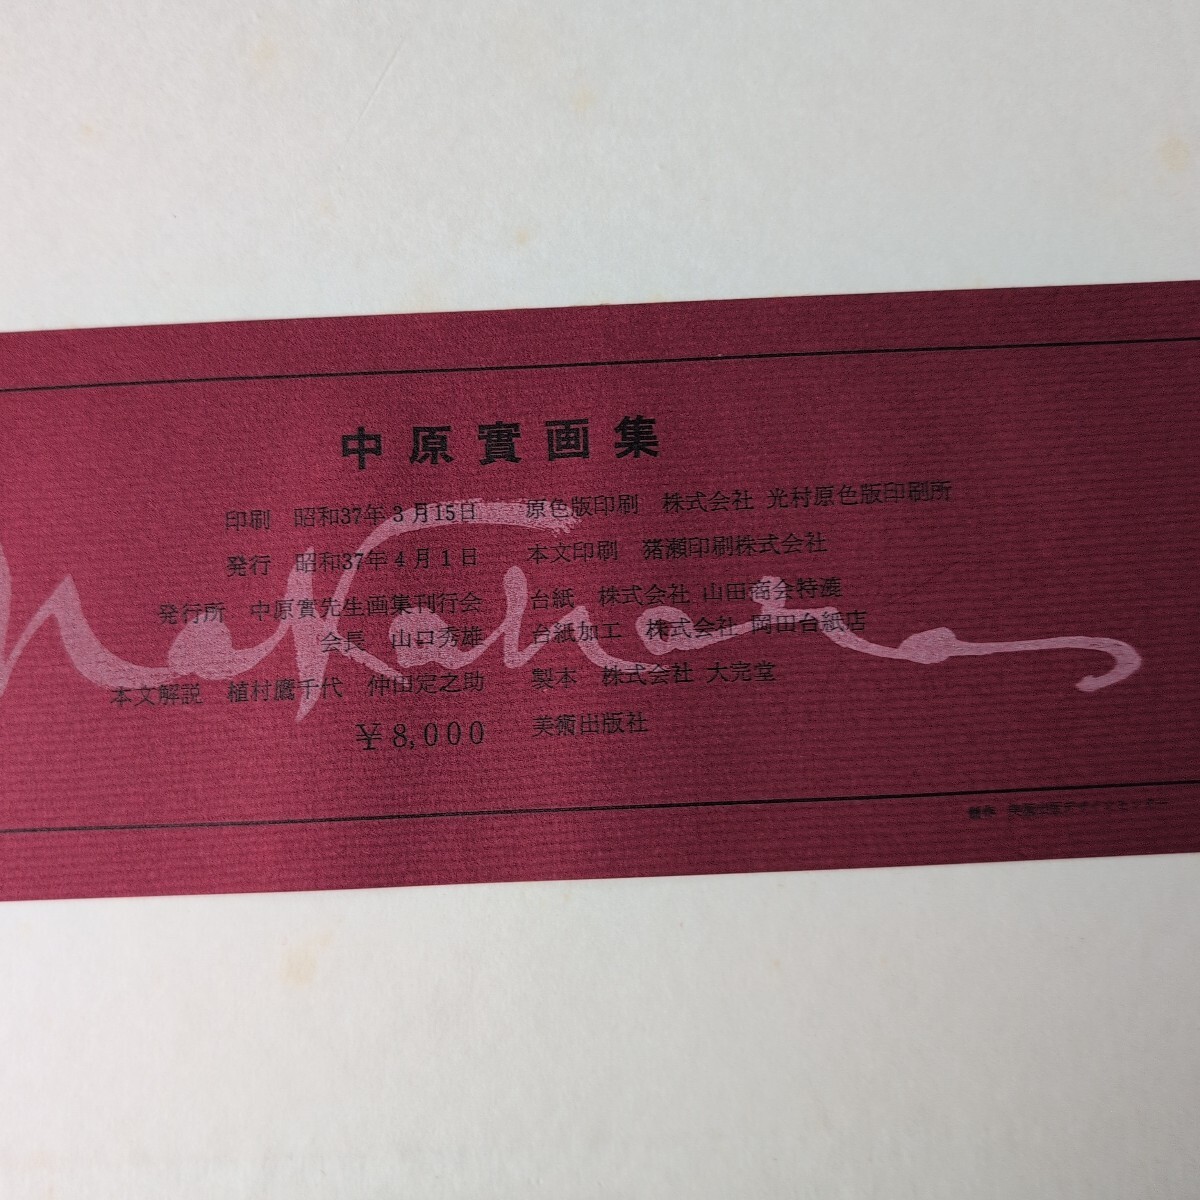 中原實画集
印刷　昭和37年3月15日
発行　昭和37年4月1日
発行所　中原實先生画集刊行会
会長　山口秀雄
本文解説　植村鷹千代　仲田定之助
￥8,000
原色版印刷　株式会社 光村原色版印刷所
本文印刷　猪瀬印刷株式会社
台紙　株式会社 山田商会特漉
台紙加工　株式会社 岡田台紙店
製本　株式会社 大完堂
美術出版社
Nakahara